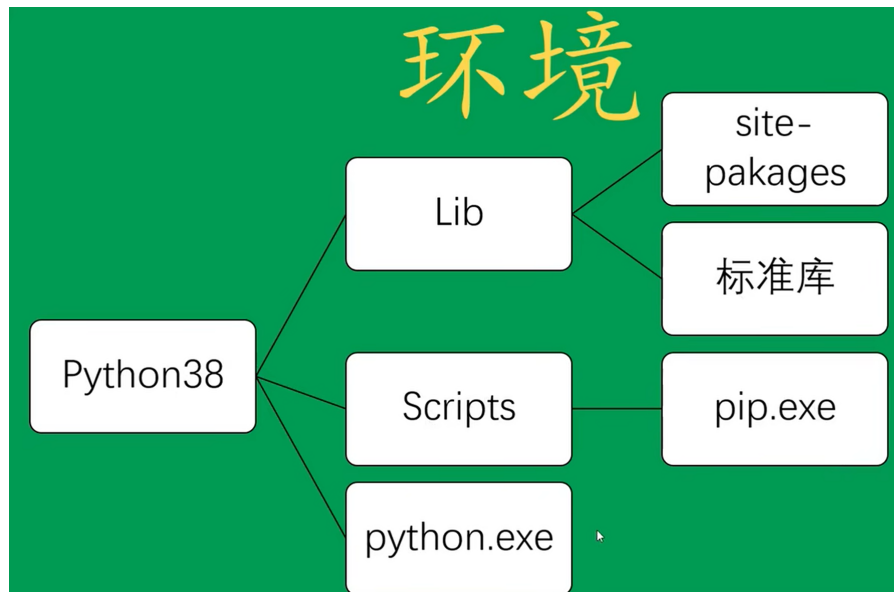 环境
site-
pakages
Lib
标准库
Python38
Scripts
pip.exe
python.exe